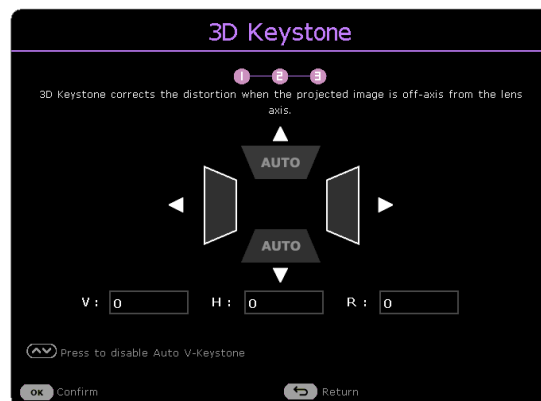 3D Keystone
1 2 3
3D Keystone corrects the distortion when the projected image is off-axis from the lens
axis.
AUTO
AUTO
V : 0 H : 0 R : 0
Press to disable Auto V-Keystone
OK Confirm Return